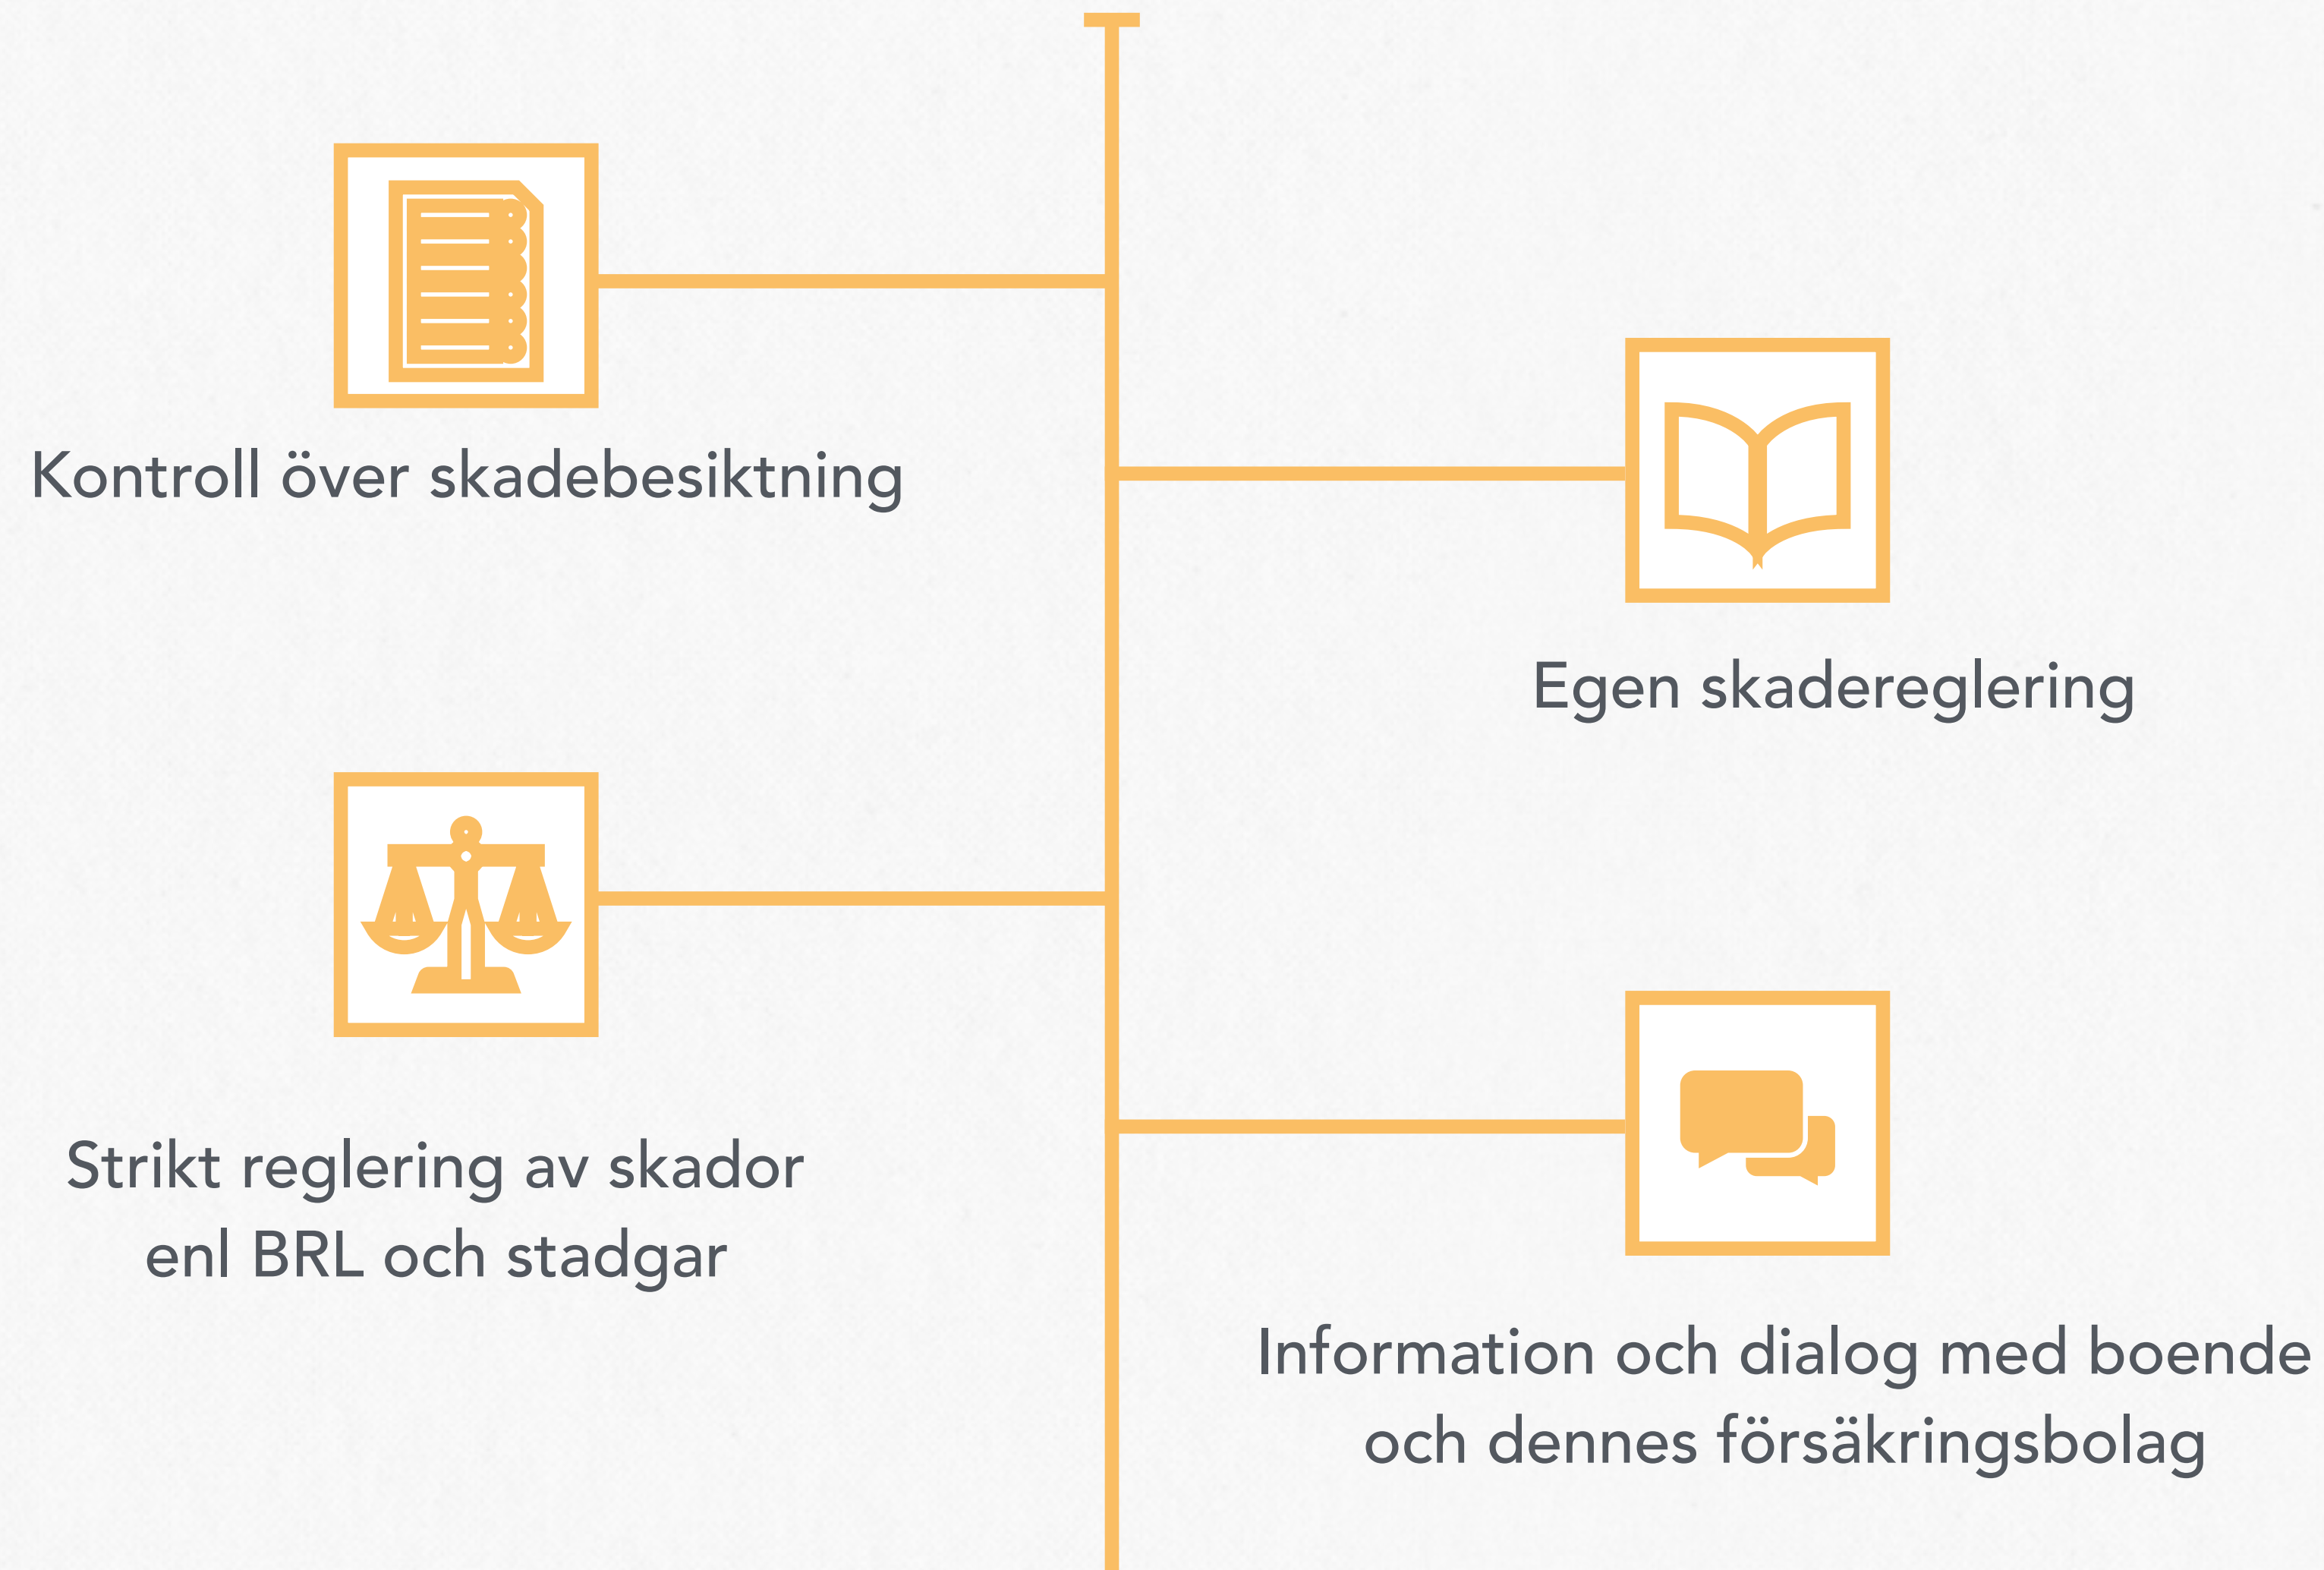 Kontroll över skadebesiktning
Egen skadereglering
Strikt reglering av skador
enl BRL och stadgar
Information och dialog med boende
och dennes försäkringsbolag